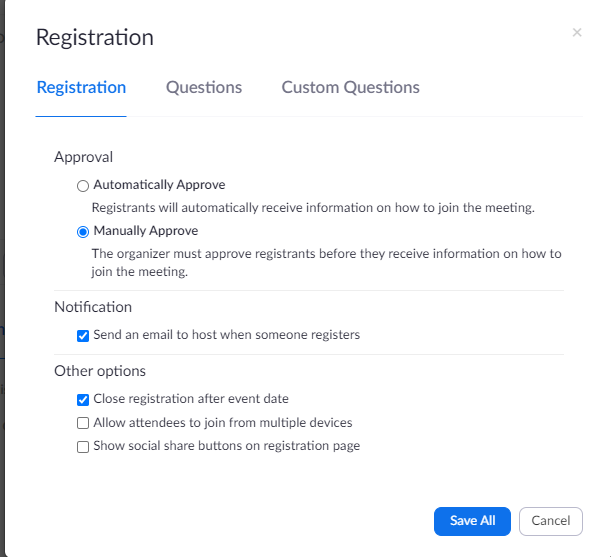 Registration
Registration Questions Custom Questions
Approval
Automatically Approve
Registrants will automatically receive information on how to join the meeting.
Manually Approve
The organizer must approve registrants before they receive information on how to
join the meeting.
Notification
Send an email to host when someone registers
Other options
Close registration after event date
Allow attendees to join from multiple devices
Show social share buttons on registration page
Save All Cancel